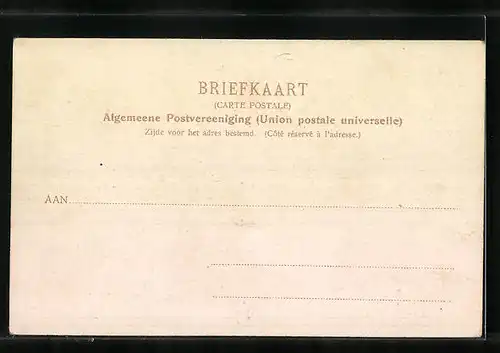 BRIEFKAART
(CARTE POSTALE)
Algemeene Postvereeniging (Union postale universelle)
Zijde voor het adres bestemd. (Côté réservé à l'adresse.)
AAN